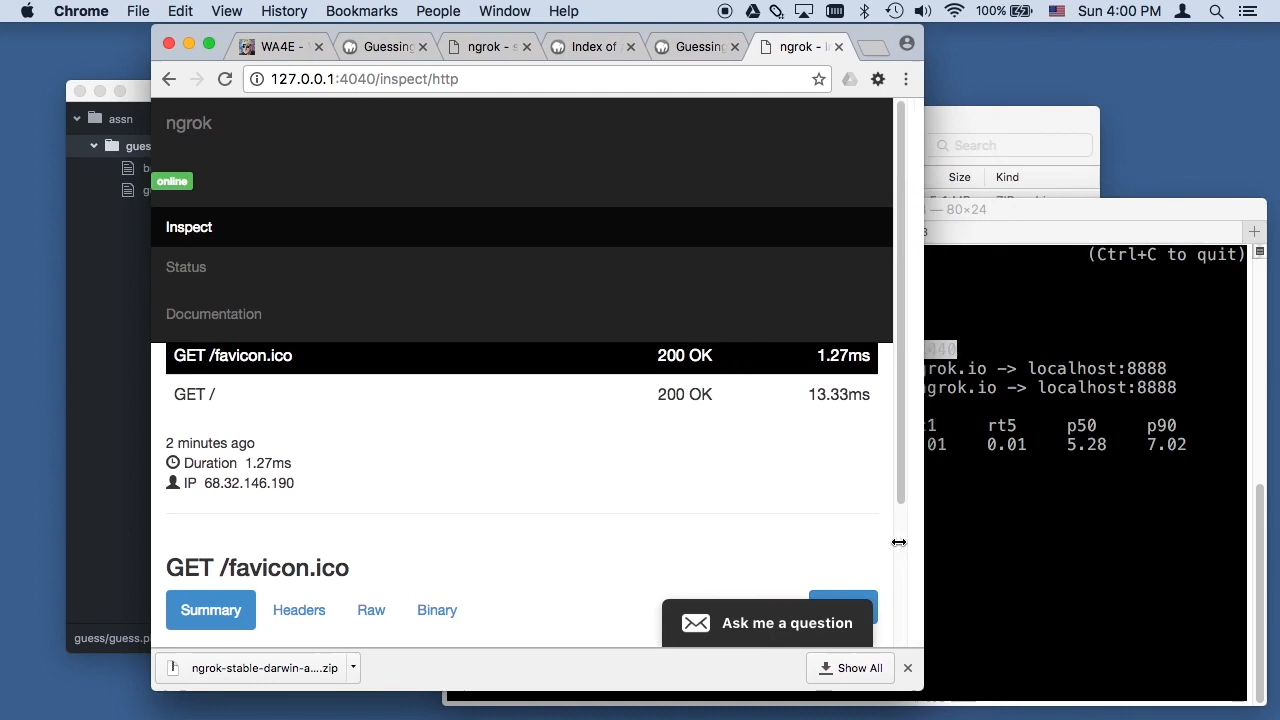 Chrome File Edit View History Bookmarks People Window Help 100% Sun 4:00 PM
WA4E - Guessing ngrok - Index of Guessing ngrok - I
127.0.0.1:4040/inspect/http
assn
gues
b
g
guess/guess.p
ngrok
online
Inspect
Status
Documentation
GET /favicon.ico 200 OK 1.27ms
GET / 200 OK 13.33ms
2 minutes ago
Duration 1.27ms
IP 68.32.146.190
GET /favicon.ico
Summary Headers Raw Binary
Ask me a question
ngrok-stable-darwin-a....zip
Show All
Search
Size Kind
— 80×24
(Ctrl+C to quit)
grok.io -> localhost:8888
ngrok.io -> localhost:8888
rt5 p50 p90
01 0.01 5.28 7.02